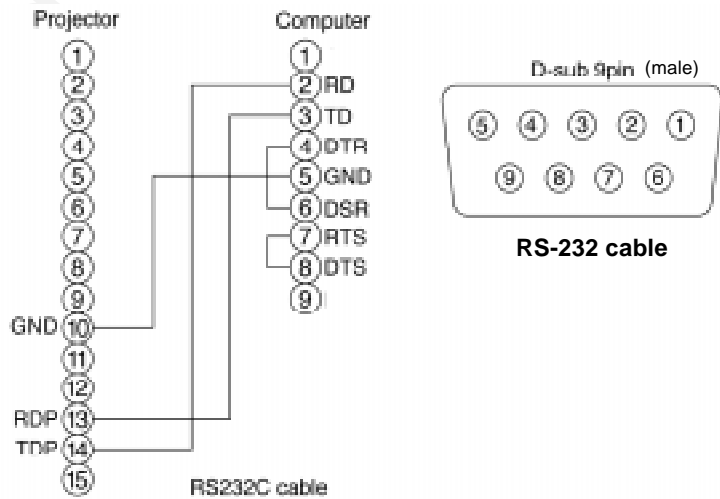 Projector
1
2
3
4
5
6
7
8
9
GND 10
11
12
RDP 13
TDP 14
15
Computer
1
2 RD
3 TD
4 DTR
5 GND
6 DSR
7 RTS
8 DTS
9
RS232C cable
D-sub 9pin (male)
5 4 3 2 1
9 8 7 6
RS-232 cable